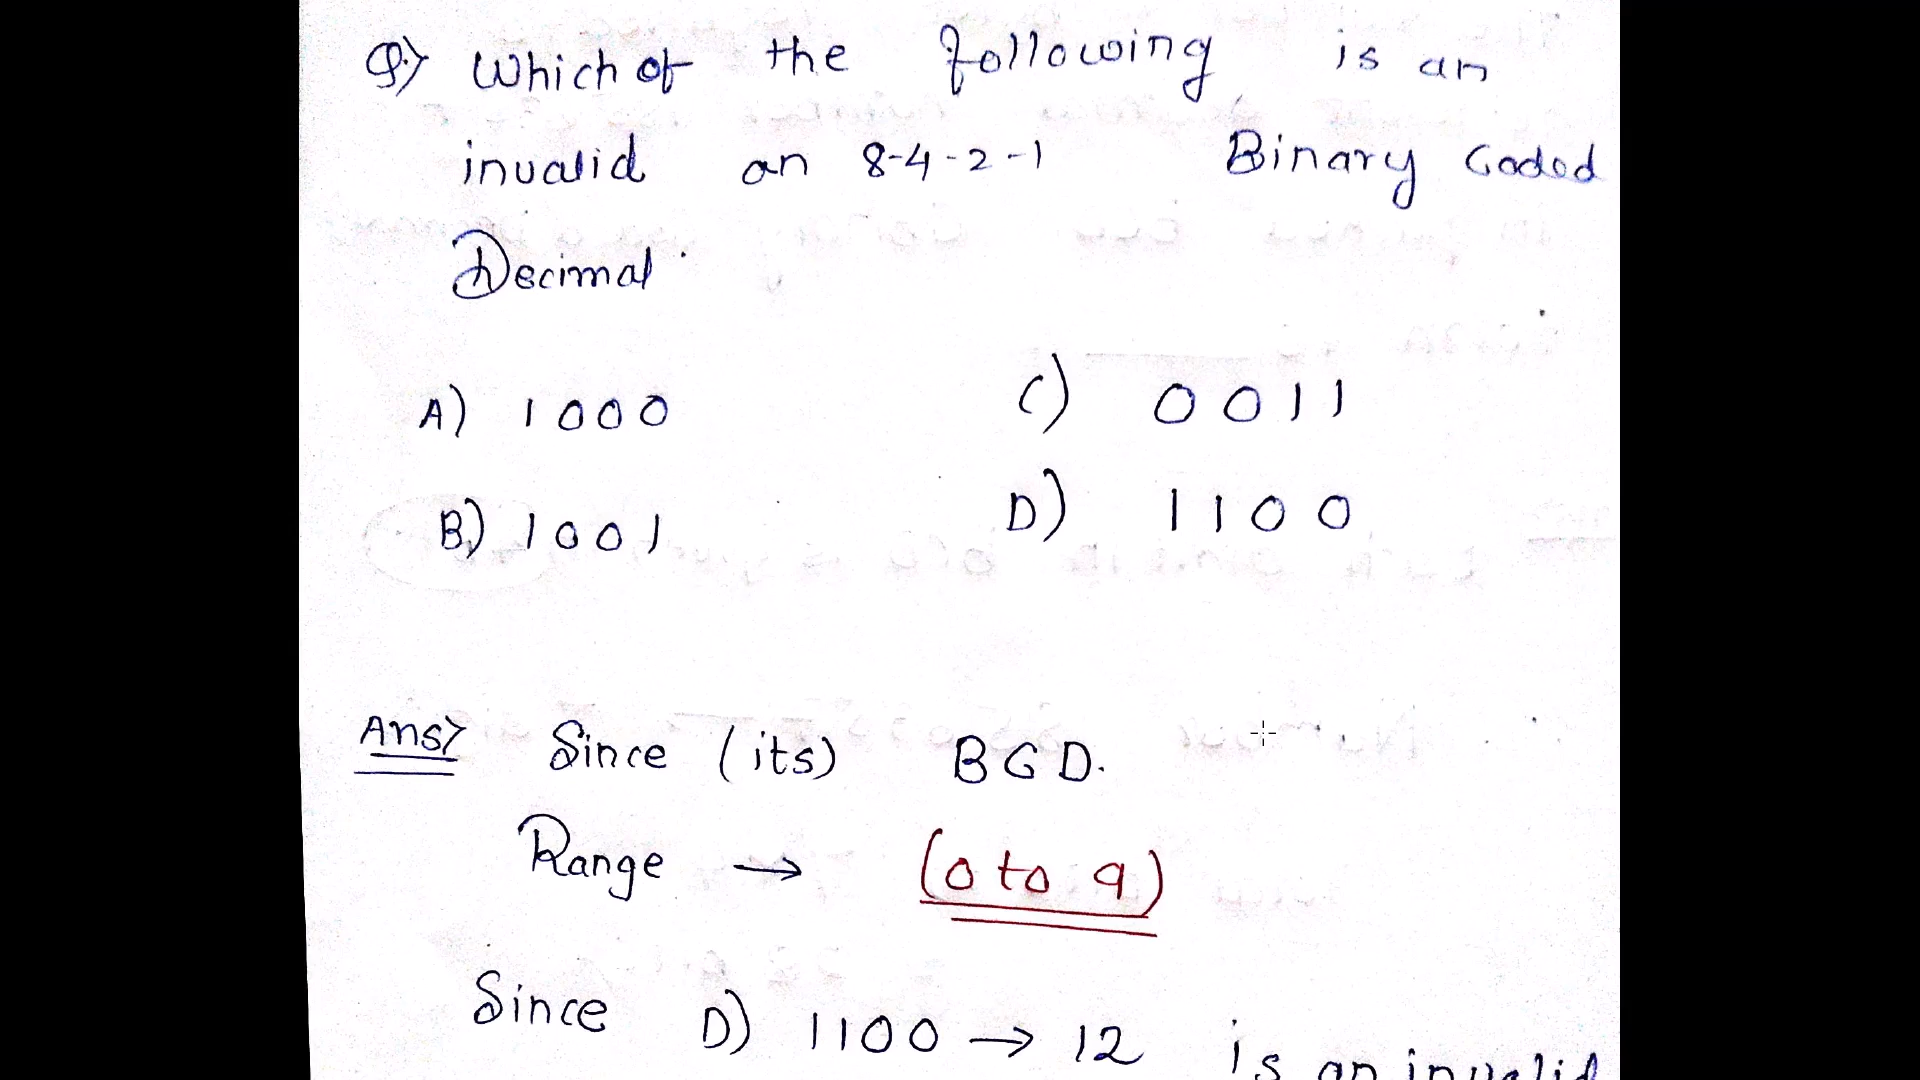 Q) Which of the following is an
invalid an 8-4-2-1 Binary Coded
Decimal.
A) 1000 C) 0011
B) 1001 D) 1100
Ans> Since (its) BCD.
Range → (0 to 9)
Since D) 1100 → 12 is an invalid